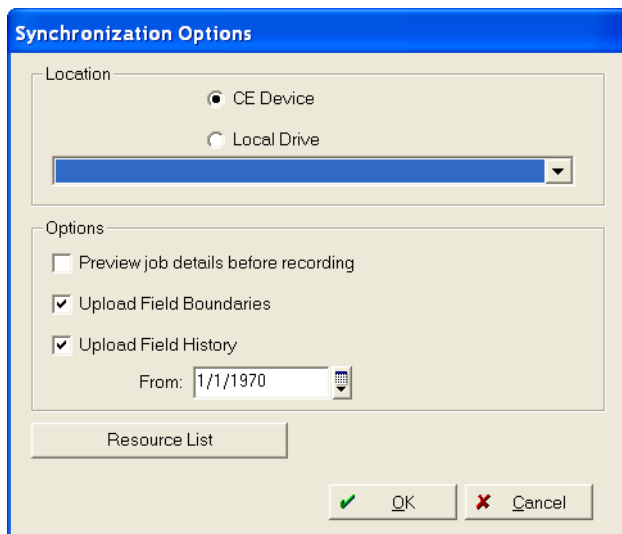 Synchronization Options
Location
CE Device
Local Drive
Options
Preview job details before recording
Upload Field Boundaries
Upload Field History
From: 1/1/1970
Resource List
OK Cancel